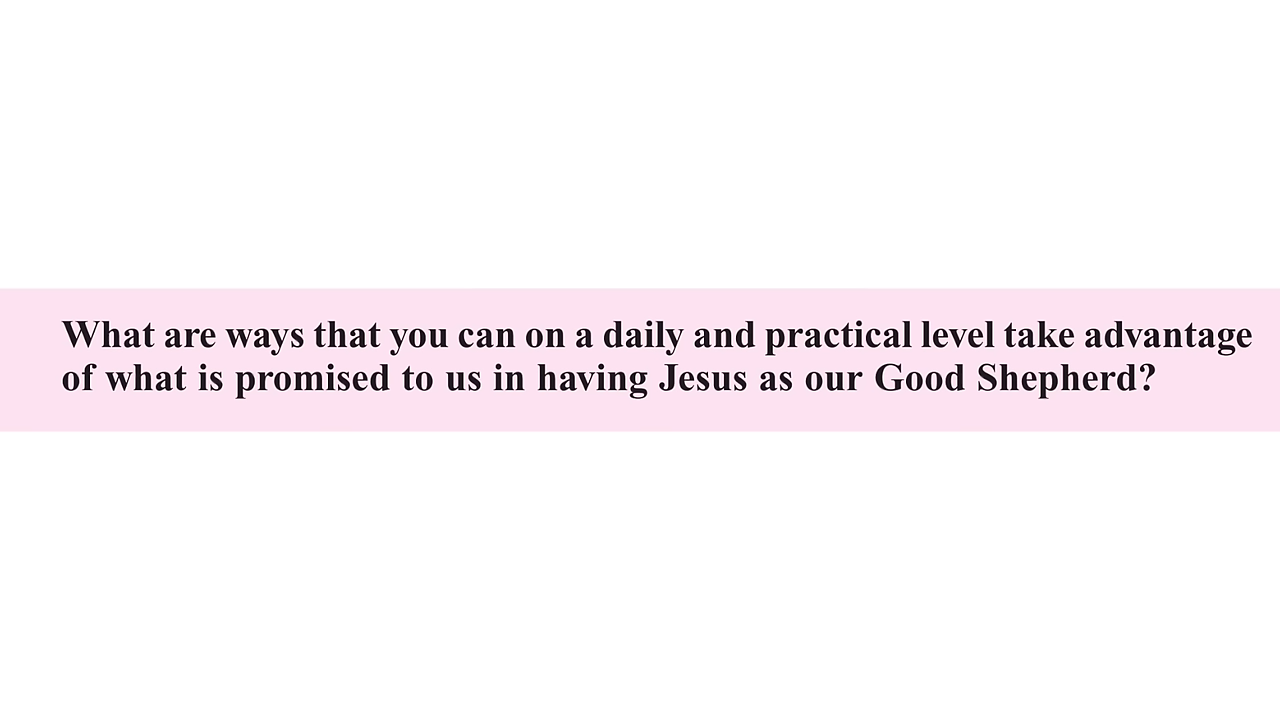 What are ways that you can on a daily and practical level take advantage
of what is promised to us in having Jesus as our Good Shepherd?